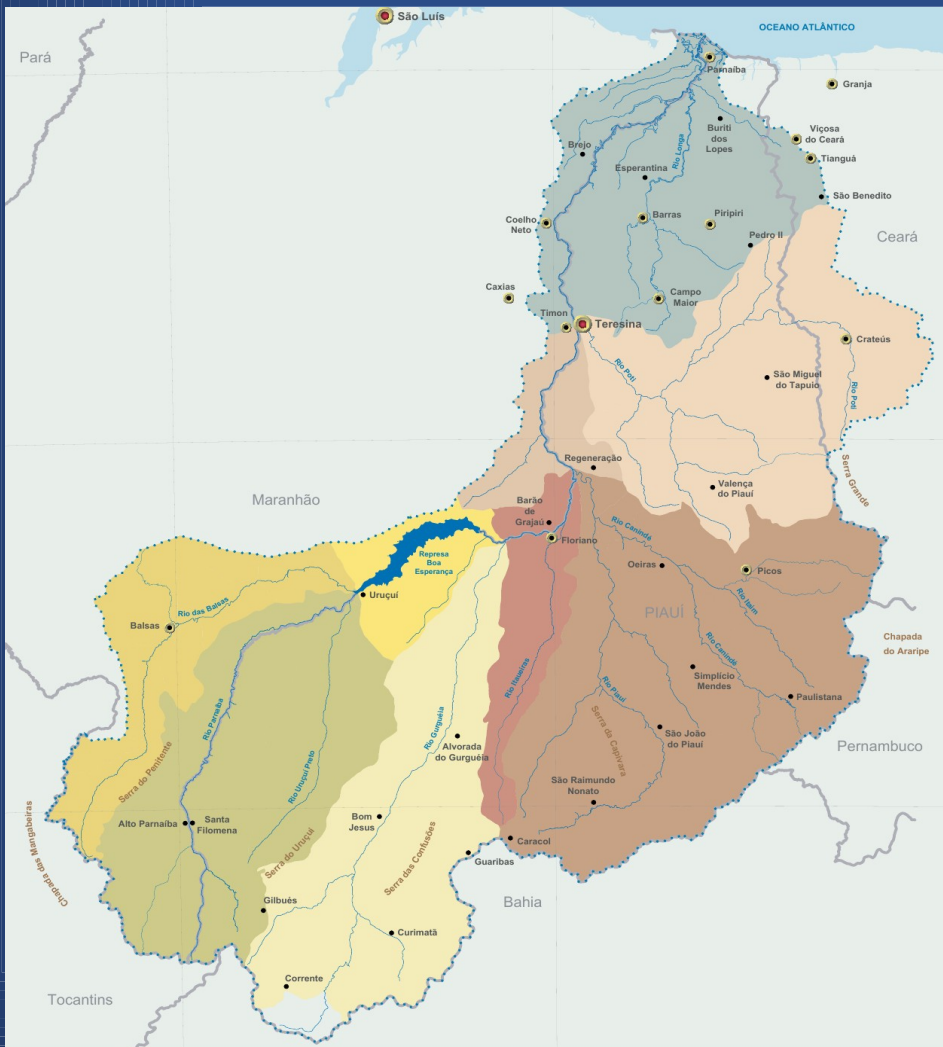 São Luís
OCEANO ATLÂNTICO
Pará
Parnaíba
Granja
Buriti
dos
Lopes
Viçosa
do Ceará
Brejo
Rio Longa
Tianguá
Esperantina
São Benedito
Coelho
Neto
Barras
Piripiri
Pedro II
Ceará
Caxias
Campo
Maior
Timon
Teresina
Crateús
Rio Poti
São Miguel
do Tapuio
Rio Poti
Regeneração
Serra Grande
Valença
do Piauí
Maranhão
Barão
de
Grajaú
Rio Canindé
Floriano
Represa
Boa
Esperança
Oeiras
Picos
Uruçuí
Rio Itaim
Rio das Balsas
PIAUÍ
Balsas
Chapada
do Araripe
Rio Canindé
Simplício
Mendes
Rio Itaueiras
Rio Piauí
Paulistana
Rio Parnaíba
Rio Gurguéia
Serra da Capivara
São João
do Piauí
Alvorada
do Gurguéia
Pernambuco
Serra do Penitente
Rio Uruçuí Preto
São Raimundo
Nonato
Alto Parnaíba
Santa
Filomena
Bom
Jesus
Caracol
Chapada das Mangabeiras
Serra do Uruçuí
Serra das Confusões
Guaribas
Gilbués
Bahia
Curimatã
Corrente
Tocantins